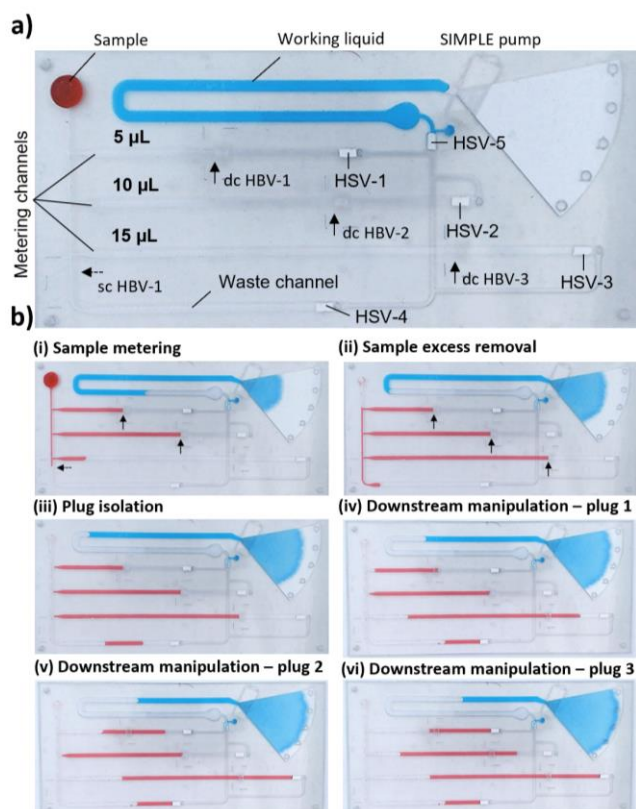 a)
Sample
Working liquid
SIMPLE pump
Metering channels
5 µL
10 µL
15 µL
dc HBV-1
HSV-1
HSV-5
dc HBV-2
HSV-2
sc HBV-1
Waste channel
dc HBV-3
HSV-3
HSV-4
b)
(i) Sample metering
(ii) Sample excess removal
(iii) Plug isolation
(iv) Downstream manipulation – plug 1
(v) Downstream manipulation – plug 2
(vi) Downstream manipulation – plug 3